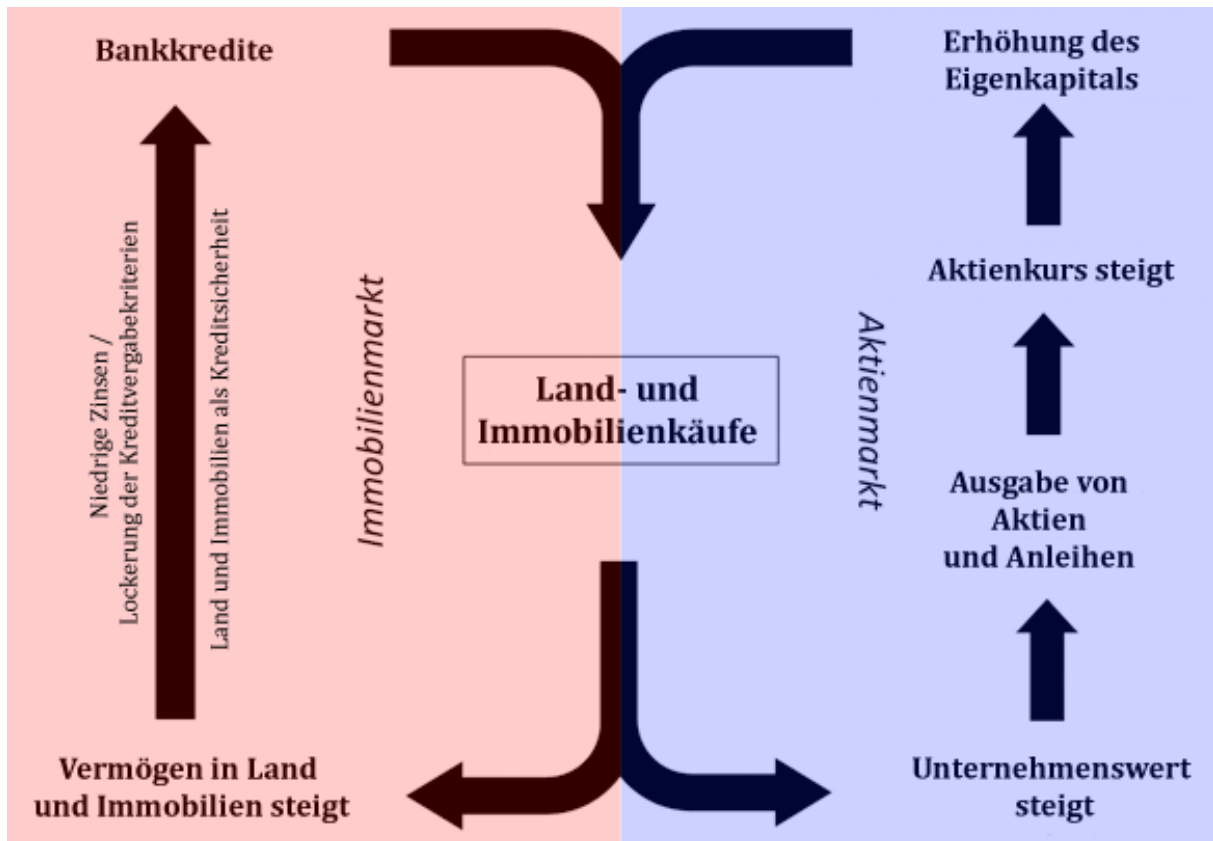 Bankkredite
Erhöhung des
Eigenkapitals
Niedrige Zinsen /
Lockerung der Kreditvergabekriterien
Land und Immobilien als Kreditsicherheit
Immobilienmarkt
Land- und
Immobilienkäufe
Aktienmarkt
Aktienkurs steigt
Ausgabe von
Aktien
und Anleihen
Vermögen in Land
und Immobilien steigt
Unternehmenswert
steigt